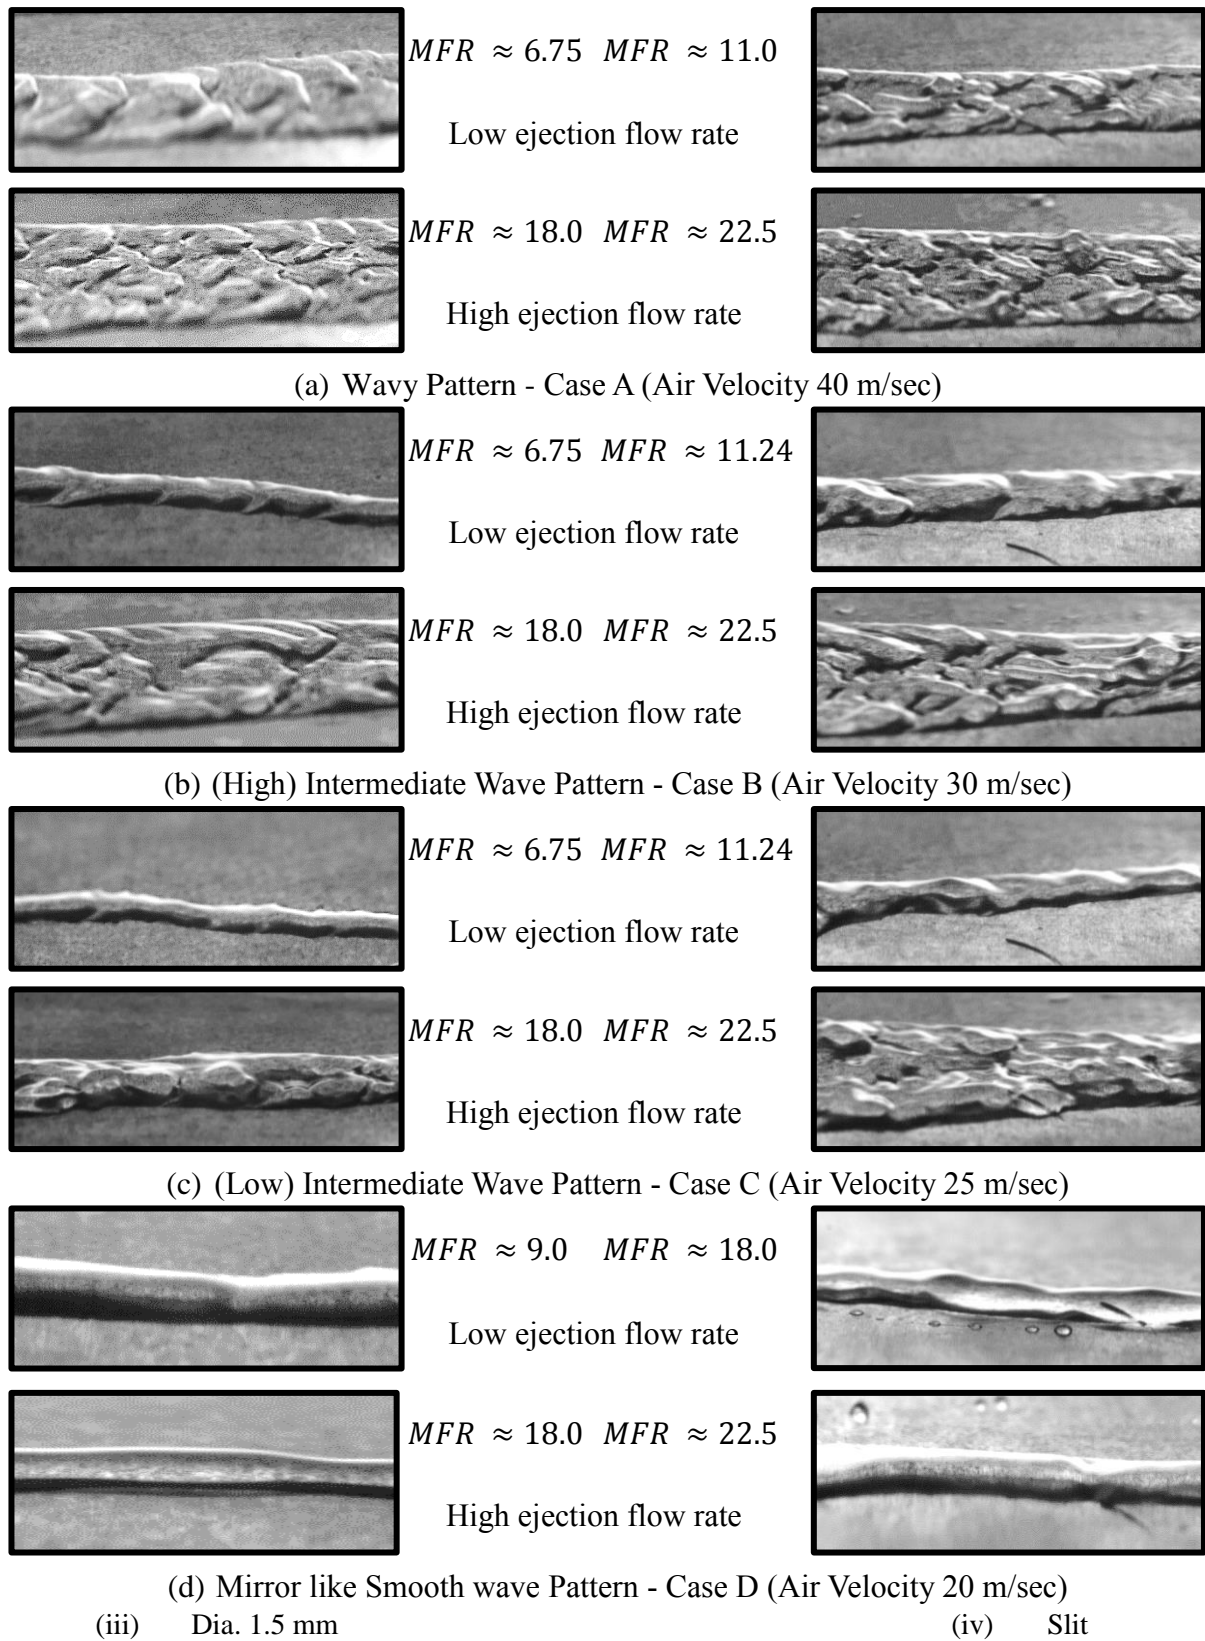 MFR ≈ 6.75 MFR ≈ 11.0
Low ejection flow rate
MFR ≈ 18.0 MFR ≈ 22.5
High ejection flow rate
(a) Wavy Pattern - Case A (Air Velocity 40 m/sec)
MFR ≈ 6.75 MFR ≈ 11.24
Low ejection flow rate
MFR ≈ 18.0 MFR ≈ 22.5
High ejection flow rate
(b) (High) Intermediate Wave Pattern - Case B (Air Velocity 30 m/sec)
MFR ≈ 6.75 MFR ≈ 11.24
Low ejection flow rate
MFR ≈ 18.0 MFR ≈ 22.5
High ejection flow rate
(c) (Low) Intermediate Wave Pattern - Case C (Air Velocity 25 m/sec)
MFR ≈ 9.0 MFR ≈ 18.0
Low ejection flow rate
MFR ≈ 18.0 MFR ≈ 22.5
High ejection flow rate
(d) Mirror like Smooth wave Pattern - Case D (Air Velocity 20 m/sec)
(iii) Dia. 1.5 mm (iv) Slit